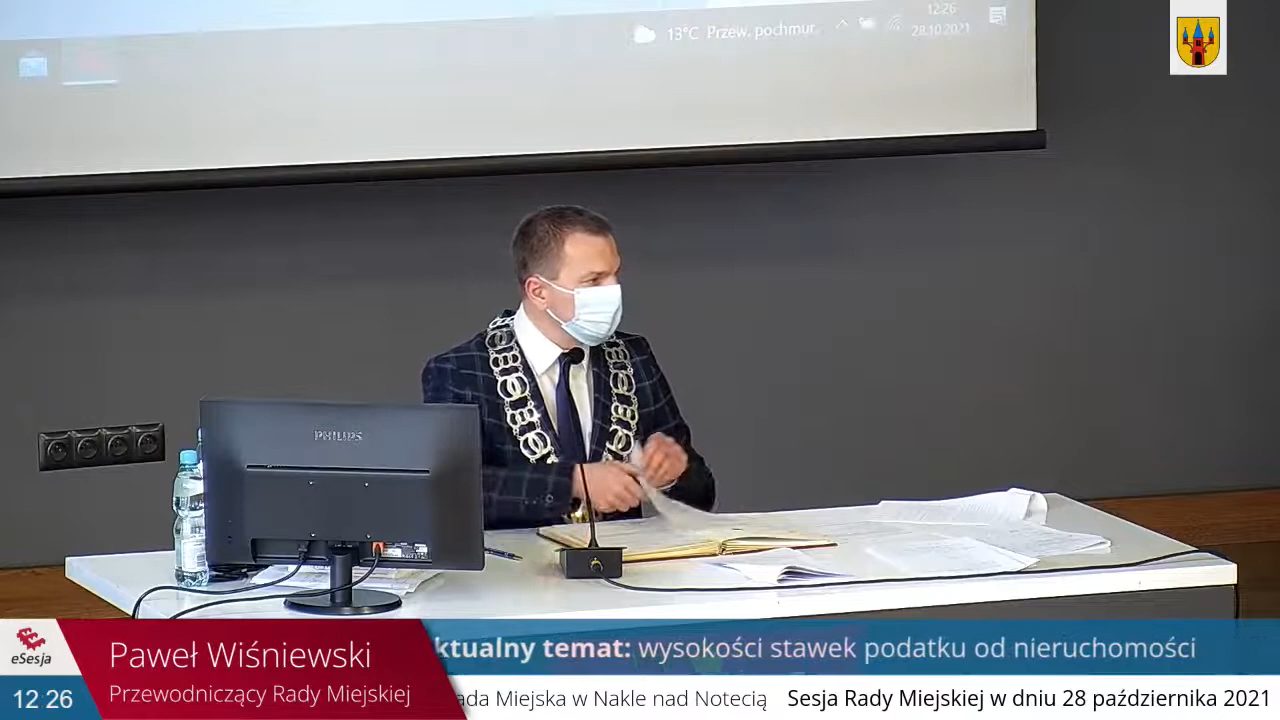 12:26
13°C Przew. pochmur.
28.10.2021
PHILIPS
eSesja
Paweł Wiśniewski
ktualny temat: wysokości stawek podatku od nieruchomości
12:26
Przewodniczący Rady Miejskiej
ada Miejska w Nakle nad Notecią Sesja Rady Miejskiej w dniu 28 października 2021